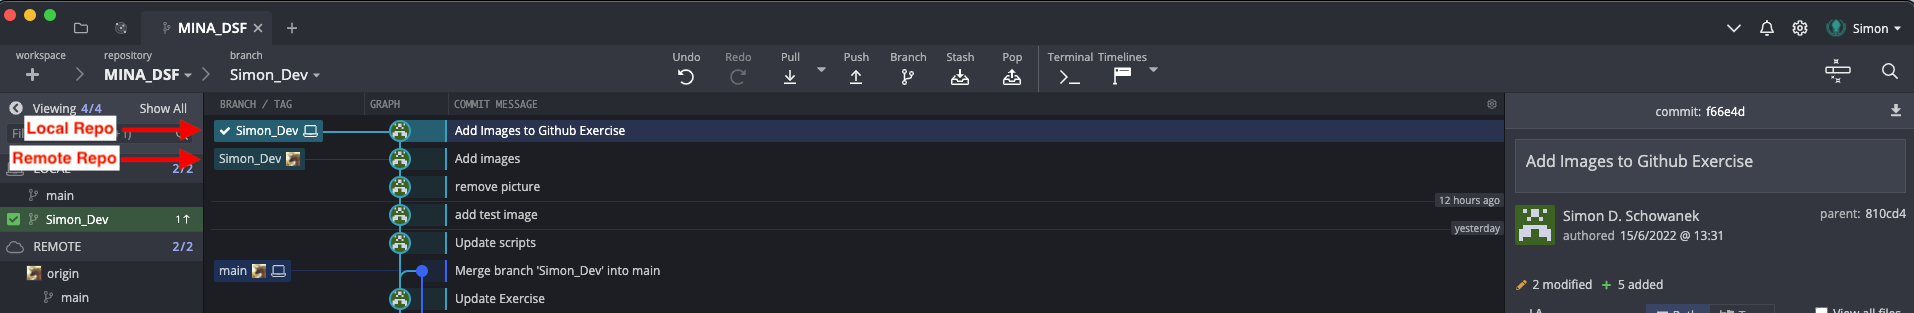 MINA_DSF
Simon
workspace
repository
MINA_DSF
branch
Simon_Dev
Undo
Redo
Pull
Push
Branch
Stash
Pop
Terminal
Timelines
Viewing 4/4
Show All
Local Repo
Remote Repo
2/2
main
Simon_Dev
1↑
REMOTE
2/2
origin
main
BRANCH / TAG
GRAPH
COMMIT MESSAGE
Simon_Dev
Add Images to Github Exercise
Simon_Dev
Add images
remove picture
12 hours ago
add test image
yesterday
Update scripts
main
Merge branch 'Simon_Dev' into main
Update Exercise
commit: f66e4d
Add Images to Github Exercise
Simon D. Schowanek
parent: 810cd4
authored 15/6/2022 @ 13:31
2 modified
+ 5 added
View all files